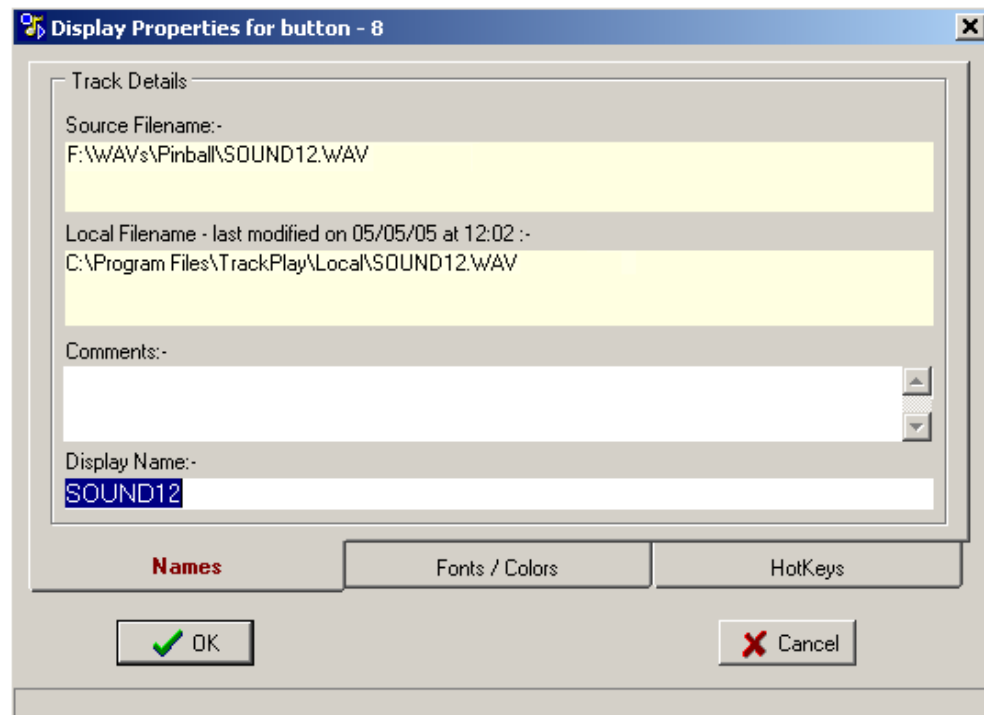 Display Properties for button - 8
Track Details
Source Filename:-
F:\WAVs\Pinball\SOUND12.WAV
Local Filename - last modified on 05/05/05 at 12:02 :-
C:\Program Files\TrackPlay\Local\SOUND12.WAV
Comments:-
Display Name:-
SOUND12
Names
Fonts / Colors
HotKeys
OK
Cancel